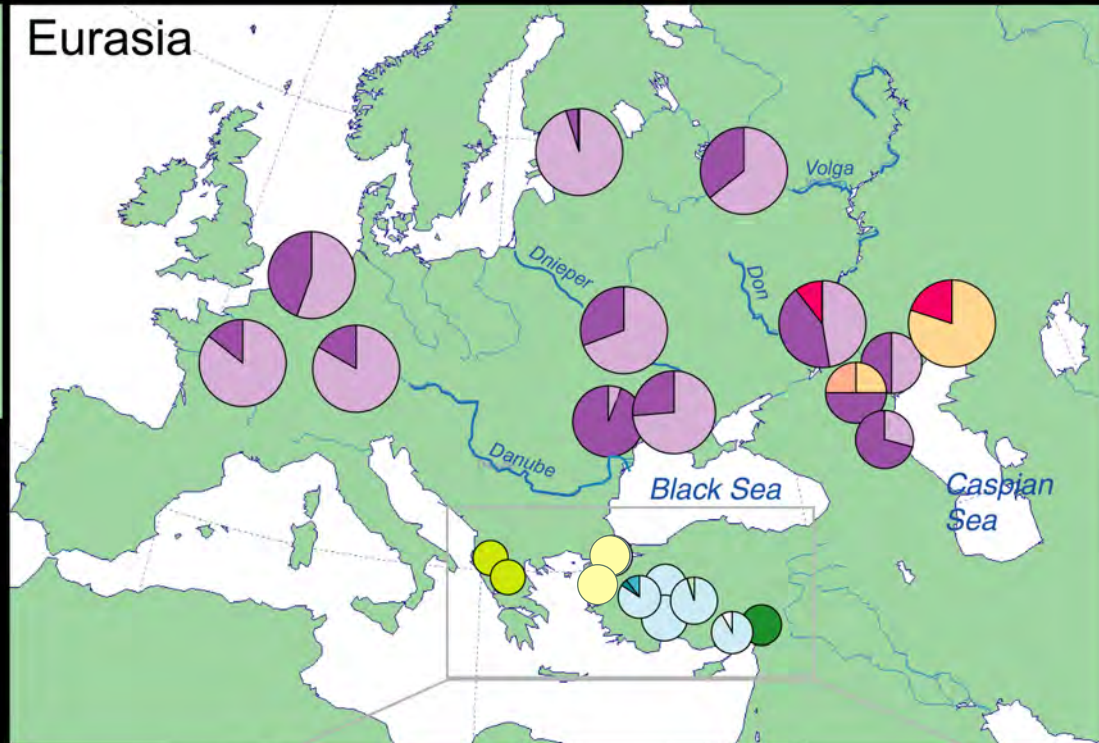 Eurasia
Volga
Dnieper
Don
Danube
Black Sea
Caspian
Sea